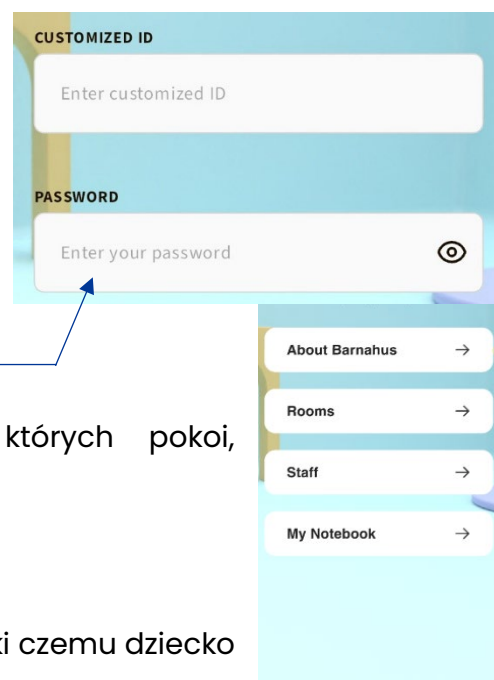 CUSTOMIZED ID
Enter customized ID
PASSWORD
Enter your password
About Barnahus
których pokoi,
Rooms
Staff
My Notebook
czemu dziecko